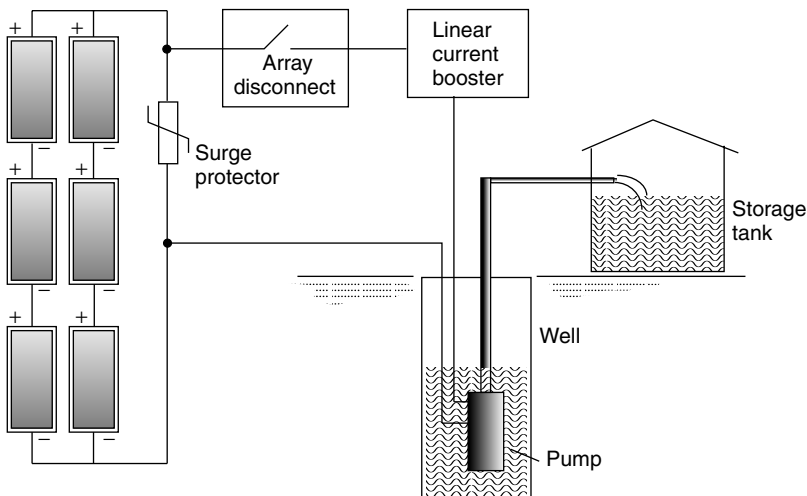 + +
Array
disconnect
Linear
current
booster
− −
Surge
protector
+ +
Storage
tank
− −
+ +
Well
− −
Pump